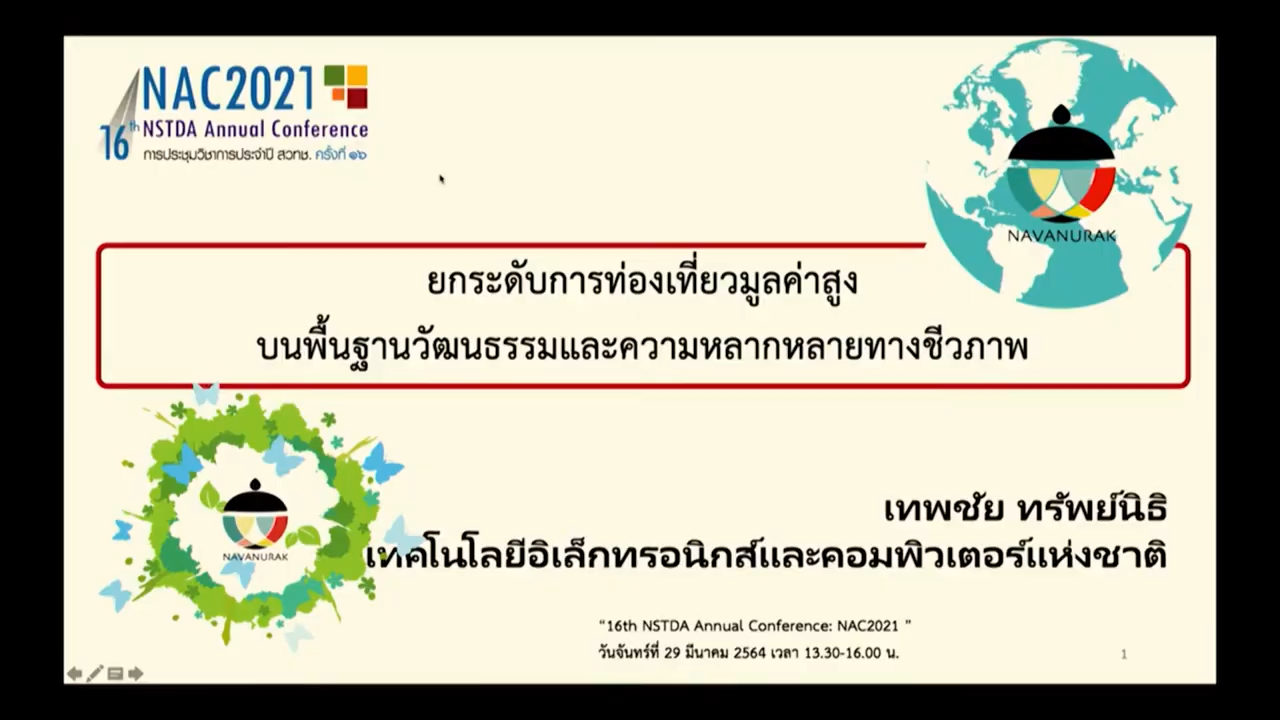 NAC2021
16th NSTDA Annual Conference
การประชุมวิชาการประจำปี สวทช. ครั้งที่ ๑๖
NAVANURAK
ยกระดับการท่องเที่ยวมูลค่าสูง
บนพื้นฐานวัฒนธรรมและความหลากหลายทางชีวภาพ
NAVANURAK
เทพชัย ทรัพย์นิธิ
เทคโนโลยีอิเล็กทรอนิกส์และคอมพิวเตอร์แห่งชาติ
"16th NSTDA Annual Conference: NAC2021 "
วันจันทร์ที่ 29 มีนาคม 2564 เวลา 13.30-16.00 น.
1